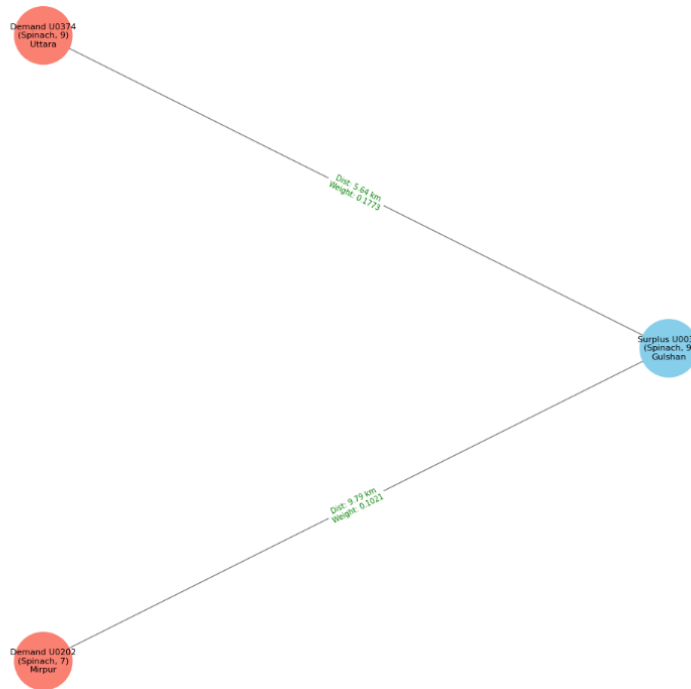 Demand U0374
(Spinach, 9)
Uttara
Dist: 5.64 km
Weight: 0.1773
Surplus
(Spinach, 9
Gulshan
Dist: 9.79 km
Weight: 0.1021
Demand U0202
(Spinach, 7)
Mirpur